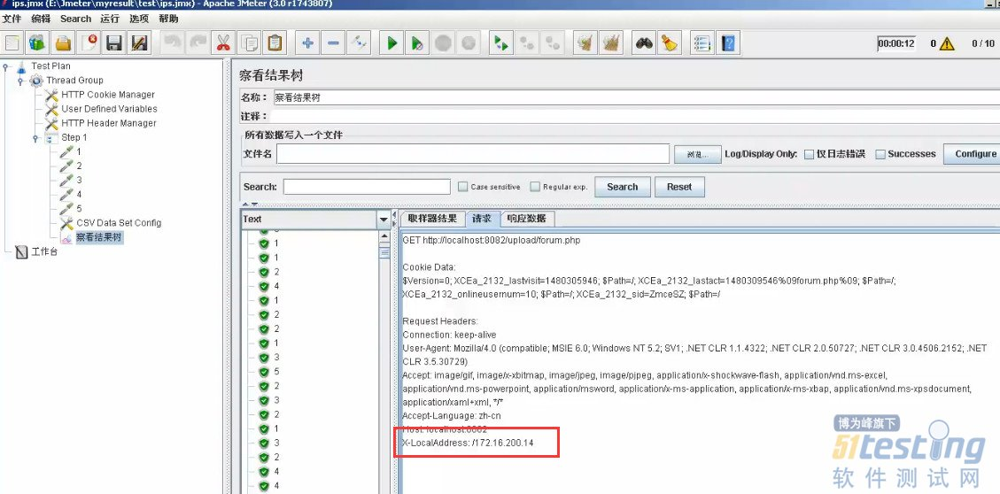 ips.jmx (E:\Jmeter\myresult\test\ips.jmx) - Apache JMeter (3.0 r1743807)
文件 编辑 Search 运行 选项 帮助
00:00:12 0 0 / 10
Test Plan
Thread Group
HTTP Cookie Manager
User Defined Variables
HTTP Header Manager
Step 1
1
2
3
4
5
CSV Data Set Config
察看结果树
工作台
察看结果树
名称： 察看结果树
注释：
所有数据写入一个文件
文件名 浏览... Log/Display Only: 仅日志错误 Successes Configure
Search: Case sensitive Regular exp. Search Reset
Text
1
1
2
4
1
2
2
1
3
5
2
3
2
1
3
2
4
4
取样器结果 请求 响应数据
GET http://localhost:8082/upload/forum.php
Cookie Data:
$Version=0; XCEa_2132_lastvisit=1480305946; $Path=/; XCEa_2132_lastact=1480309546%09forum.php%09; $Path=/;
XCEa_2132_onlineusernum=10; $Path=/; XCEa_2132_sid=ZmceSZ; $Path=/
Request Headers:
Connection: keep-alive
User-Agent: Mozilla/4.0 (compatible; MSIE 6.0; Windows NT 5.2; SV1; .NET CLR 1.1.4322; .NET CLR 2.0.50727; .NET CLR 3.0.4506.2152; .NET
CLR 3.5.30729)
Accept: image/gif, image/x-xbitmap, image/jpeg, image/pjpeg, application/x-shockwave-flash, application/vnd.ms-excel,
application/vnd.ms-powerpoint, application/msword, application/x-ms-application, application/x-ms-xbap, application/vnd.ms-xpsdocument,
application/xaml+xml, */*
Accept-Language: zh-cn
Host: localhost:8082
X-LocalAddress: /172.16.200.14
博为峰旗下
51testing
软件测试网